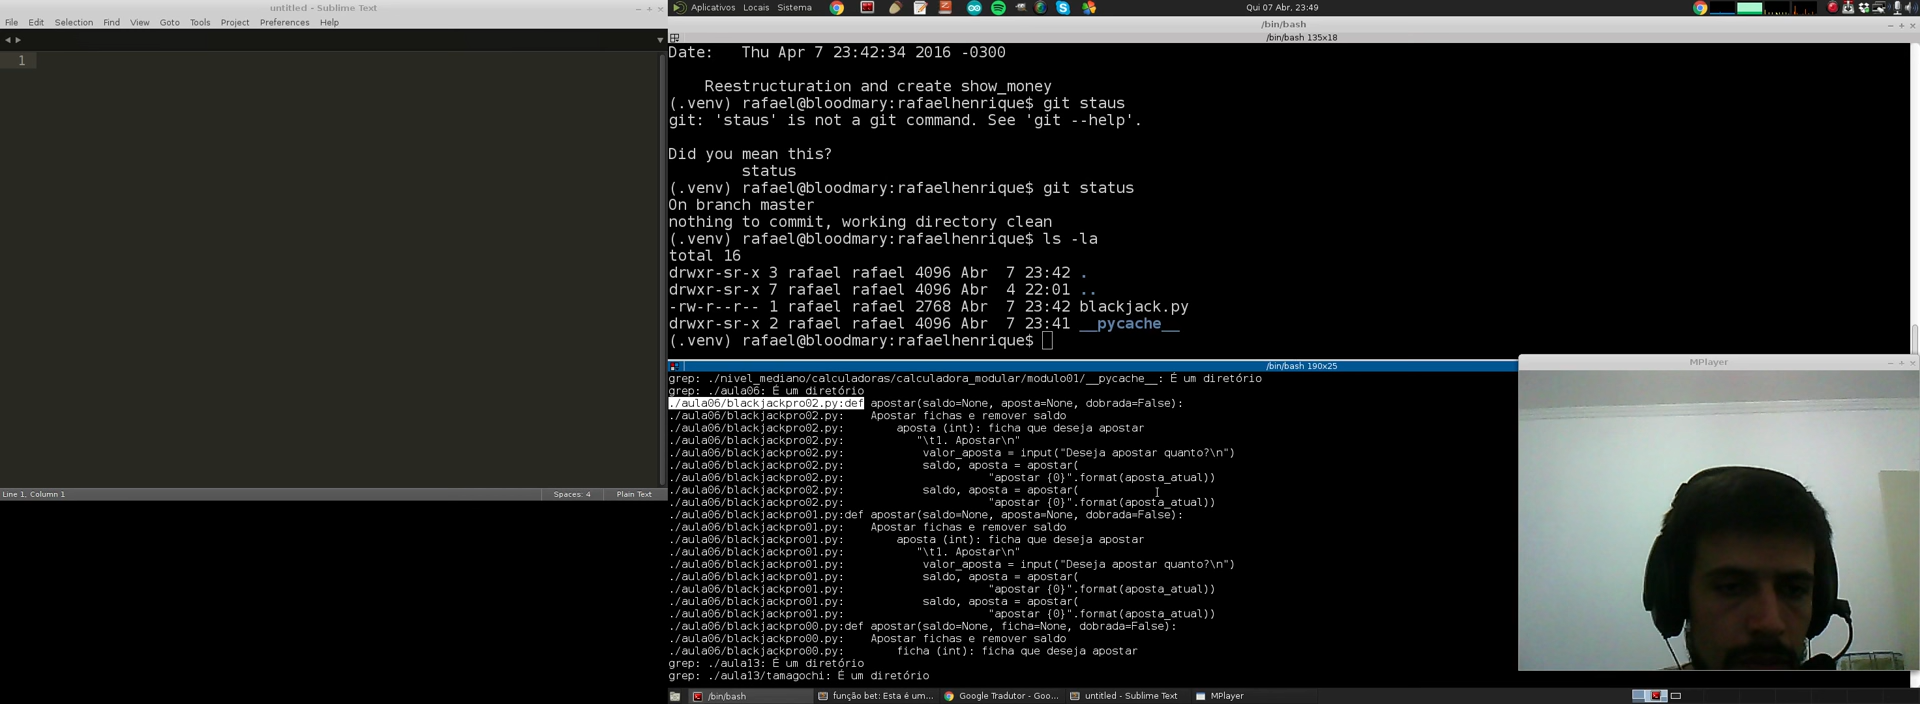 untitled - Sublime Text
File Edit Selection Find View Goto Tools Project Preferences Help
1
Line 1, Column 1 Spaces: 4 Plain Text
Aplicativos Locais Sistema Qui 07 Abr, 23:49
/bin/bash
/bin/bash 135x18
Date:   Thu Apr 7 23:42:34 2016 -0300
Reestructuration and create show_money
(.venv) rafael@bloodmary:rafaelhenrique$ git staus
git: 'staus' is not a git command. See 'git --help'.
Did you mean this?
status
(.venv) rafael@bloodmary:rafaelhenrique$ git status
On branch master
nothing to commit, working directory clean
(.venv) rafael@bloodmary:rafaelhenrique$ ls -la
total 16
drwxr-sr-x 3 rafael rafael 4096 Abr  7 23:42 .
drwxr-sr-x 7 rafael rafael 4096 Abr  4 22:01 ..
-rw-r--r-- 1 rafael rafael 2768 Abr  7 23:42 blackjack.py
drwxr-sr-x 2 rafael rafael 4096 Abr  7 23:41 __pycache__
(.venv) rafael@bloodmary:rafaelhenrique$
/bin/bash 190x25
grep: ./nivel_mediano/calculadoras/calculadora_modular/modulo01/__pycache__: É um diretório
grep: ./aula06: É um diretório
./aula06/blackjackpro02.py:def apostar(saldo=None, aposta=None, dobrada=False):
./aula06/blackjackpro02.py:    Apostar fichas e remover saldo
./aula06/blackjackpro02.py:        aposta (int): ficha que deseja apostar
./aula06/blackjackpro02.py:           "\t1. Apostar\n"
./aula06/blackjackpro02.py:            valor_aposta = input("Deseja apostar quanto?\n")
./aula06/blackjackpro02.py:            saldo, aposta = apostar(
./aula06/blackjackpro02.py:                      "apostar {0}".format(aposta_atual))
./aula06/blackjackpro02.py:            saldo, aposta = apostar(
./aula06/blackjackpro02.py:                      "apostar {0}".format(aposta_atual))
./aula06/blackjackpro01.py:def apostar(saldo=None, aposta=None, dobrada=False):
./aula06/blackjackpro01.py:    Apostar fichas e remover saldo
./aula06/blackjackpro01.py:        aposta (int): ficha que deseja apostar
./aula06/blackjackpro01.py:           "\t1. Apostar\n"
./aula06/blackjackpro01.py:            valor_aposta = input("Deseja apostar quanto?\n")
./aula06/blackjackpro01.py:            saldo, aposta = apostar(
./aula06/blackjackpro01.py:                      "apostar {0}".format(aposta_atual))
./aula06/blackjackpro01.py:            saldo, aposta = apostar(
./aula06/blackjackpro01.py:                      "apostar {0}".format(aposta_atual))
./aula06/blackjackpro00.py:def apostar(saldo=None, ficha=None, dobrada=False):
./aula06/blackjackpro00.py:    Apostar fichas e remover saldo
./aula06/blackjackpro00.py:        ficha (int): ficha que deseja apostar
grep: ./aula13: É um diretório
grep: ./aula13/tamagochi: É um diretório
MPlayer
/bin/bash função bet: Esta é um... Google Tradutor - Goo... untitled - Sublime Text MPlayer